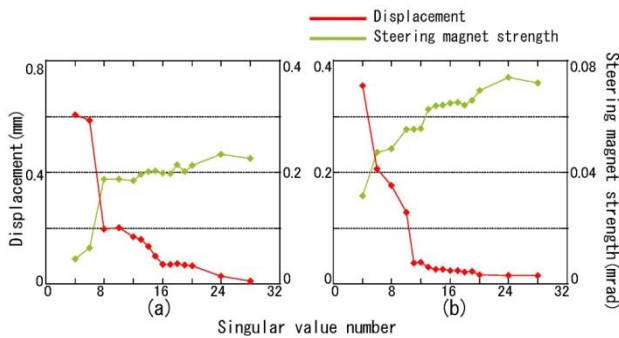 Displacement
Steering magnet strength
0.8
0.4
0
Displacement(mm)
0.4
0.2
0
0 8 16 24 32
(a)
0.4
0.2
0
0.08
0.04
0
Steering magnet strength(mrad)
0 8 16 24 32
(b)
Singular value number